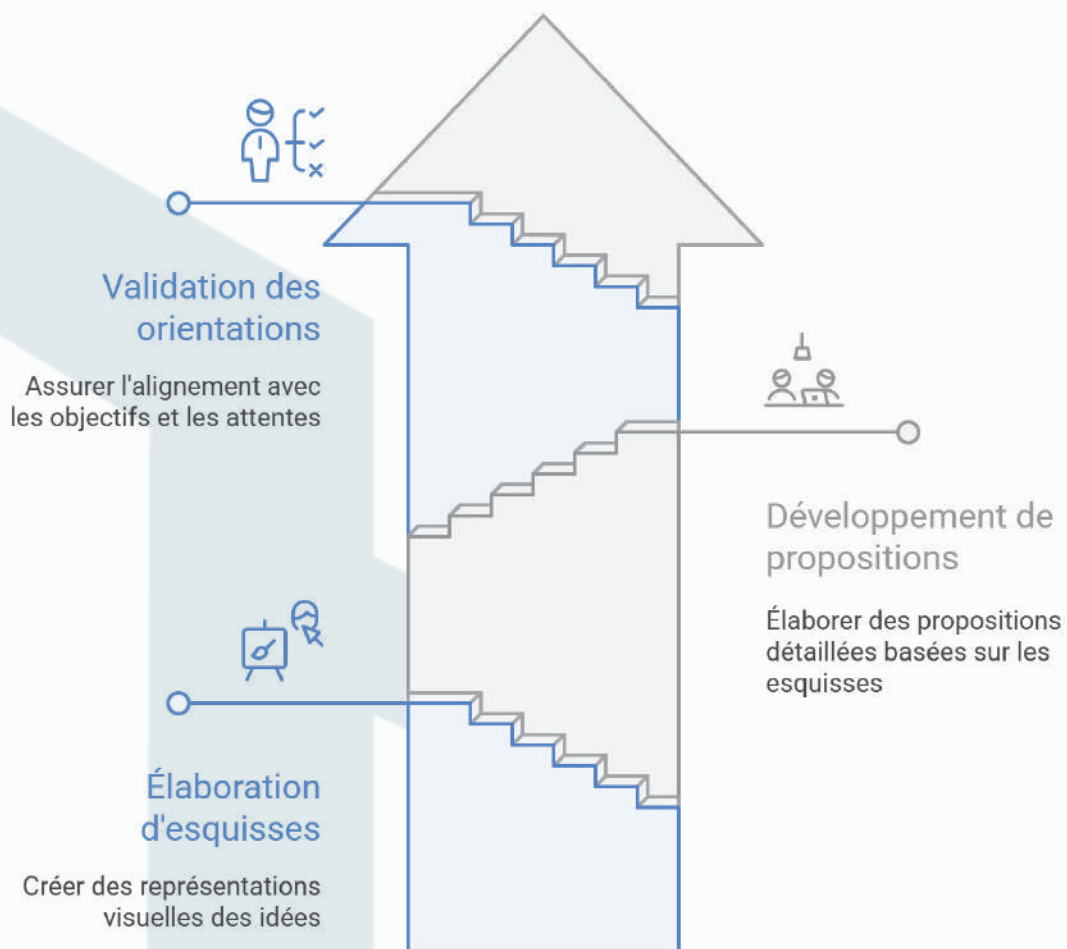 Validation des
orientations
Assurer l'alignement avec
les objectifs et les attentes
Développement de
propositions
Élaborer des propositions
détaillées basées sur les
esquisses
Élaboration
d'esquisses
Créer des représentations
visuelles des idées